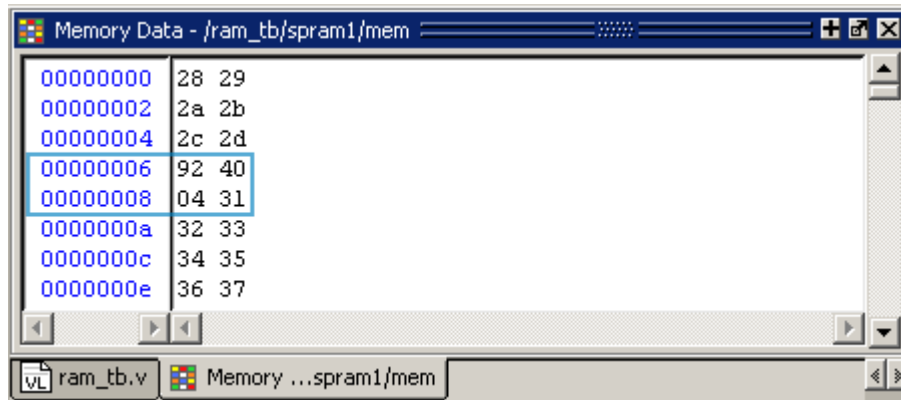 Memory Data - /ram_tb/spram1/mem
00000000 28 29
00000002 2a 2b
00000004 2c 2d
00000006 92 40
00000008 04 31
0000000a 32 33
0000000c 34 35
0000000e 36 37
VL ram_tb.v Memory ...spram1/mem